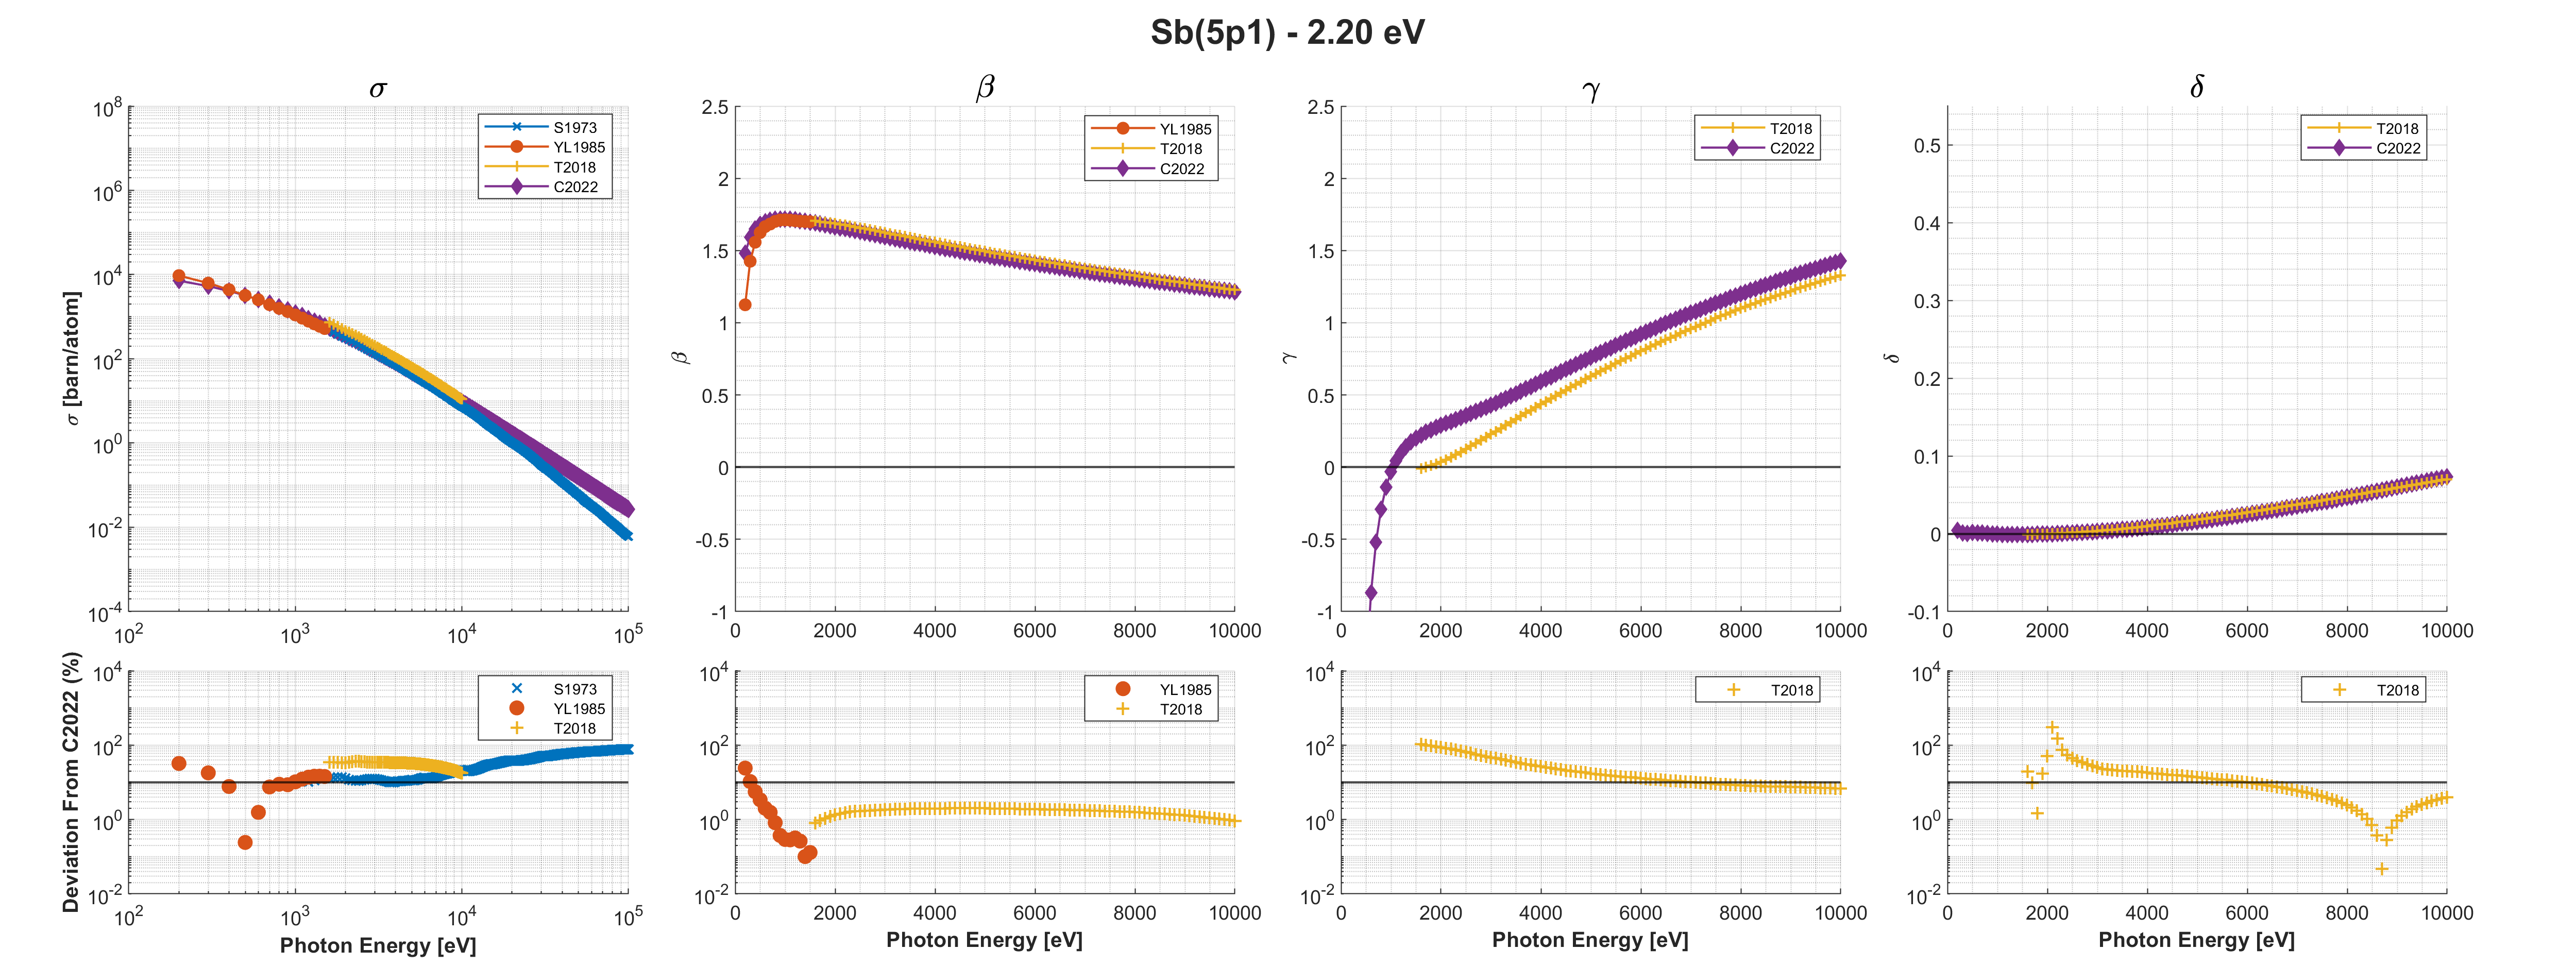 Sb(5p1) - 2.20 eV
σ
10^8
10^6
10^4
10^2
10^0
10^-2
10^-4
10^2
10^3
10^4
10^5
σ [barn/atom]
S1973
YL1985
T2018
C2022
β
2.5
2
1.5
1
0.5
0
-0.5
-1
0
2000
4000
6000
8000
10000
β
YL1985
T2018
C2022
γ
2.5
2
1.5
1
0.5
0
-0.5
-1
0
2000
4000
6000
8000
10000
γ
T2018
C2022
δ
0.5
0.4
0.3
0.2
0.1
0
-0.1
0
2000
4000
6000
8000
10000
δ
T2018
C2022
Deviation From C2022 (%)
10^4
10^2
10^0
10^-2
10^2
10^3
10^4
10^5
Photon Energy [eV]
S1973
YL1985
T2018
10^4
10^2
10^0
10^-2
0
2000
4000
6000
8000
10000
Photon Energy [eV]
YL1985
T2018
10^4
10^2
10^0
10^-2
0
2000
4000
6000
8000
10000
Photon Energy [eV]
T2018
10^4
10^2
10^0
10^-2
0
2000
4000
6000
8000
10000
Photon Energy [eV]
T2018